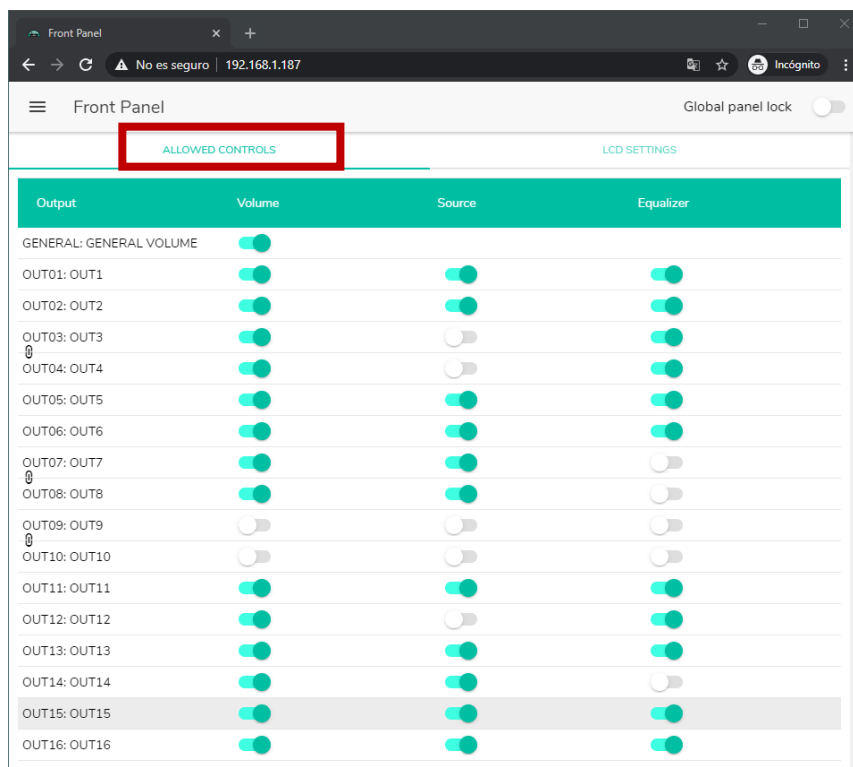 Front Panel
No es seguro 192.168.1.187 Incógnito
Front Panel Global panel lock
ALLOWED CONTROLS LCD SETTINGS
Output Volume Source Equalizer
GENERAL: GENERAL VOLUME
OUT01: OUT1
OUT02: OUT2
OUT03: OUT3
OUT04: OUT4
OUT05: OUT5
OUT06: OUT6
OUT07: OUT7
OUT08: OUT8
OUT09: OUT9
OUT10: OUT10
OUT11: OUT11
OUT12: OUT12
OUT13: OUT13
OUT14: OUT14
OUT15: OUT15
OUT16: OUT16